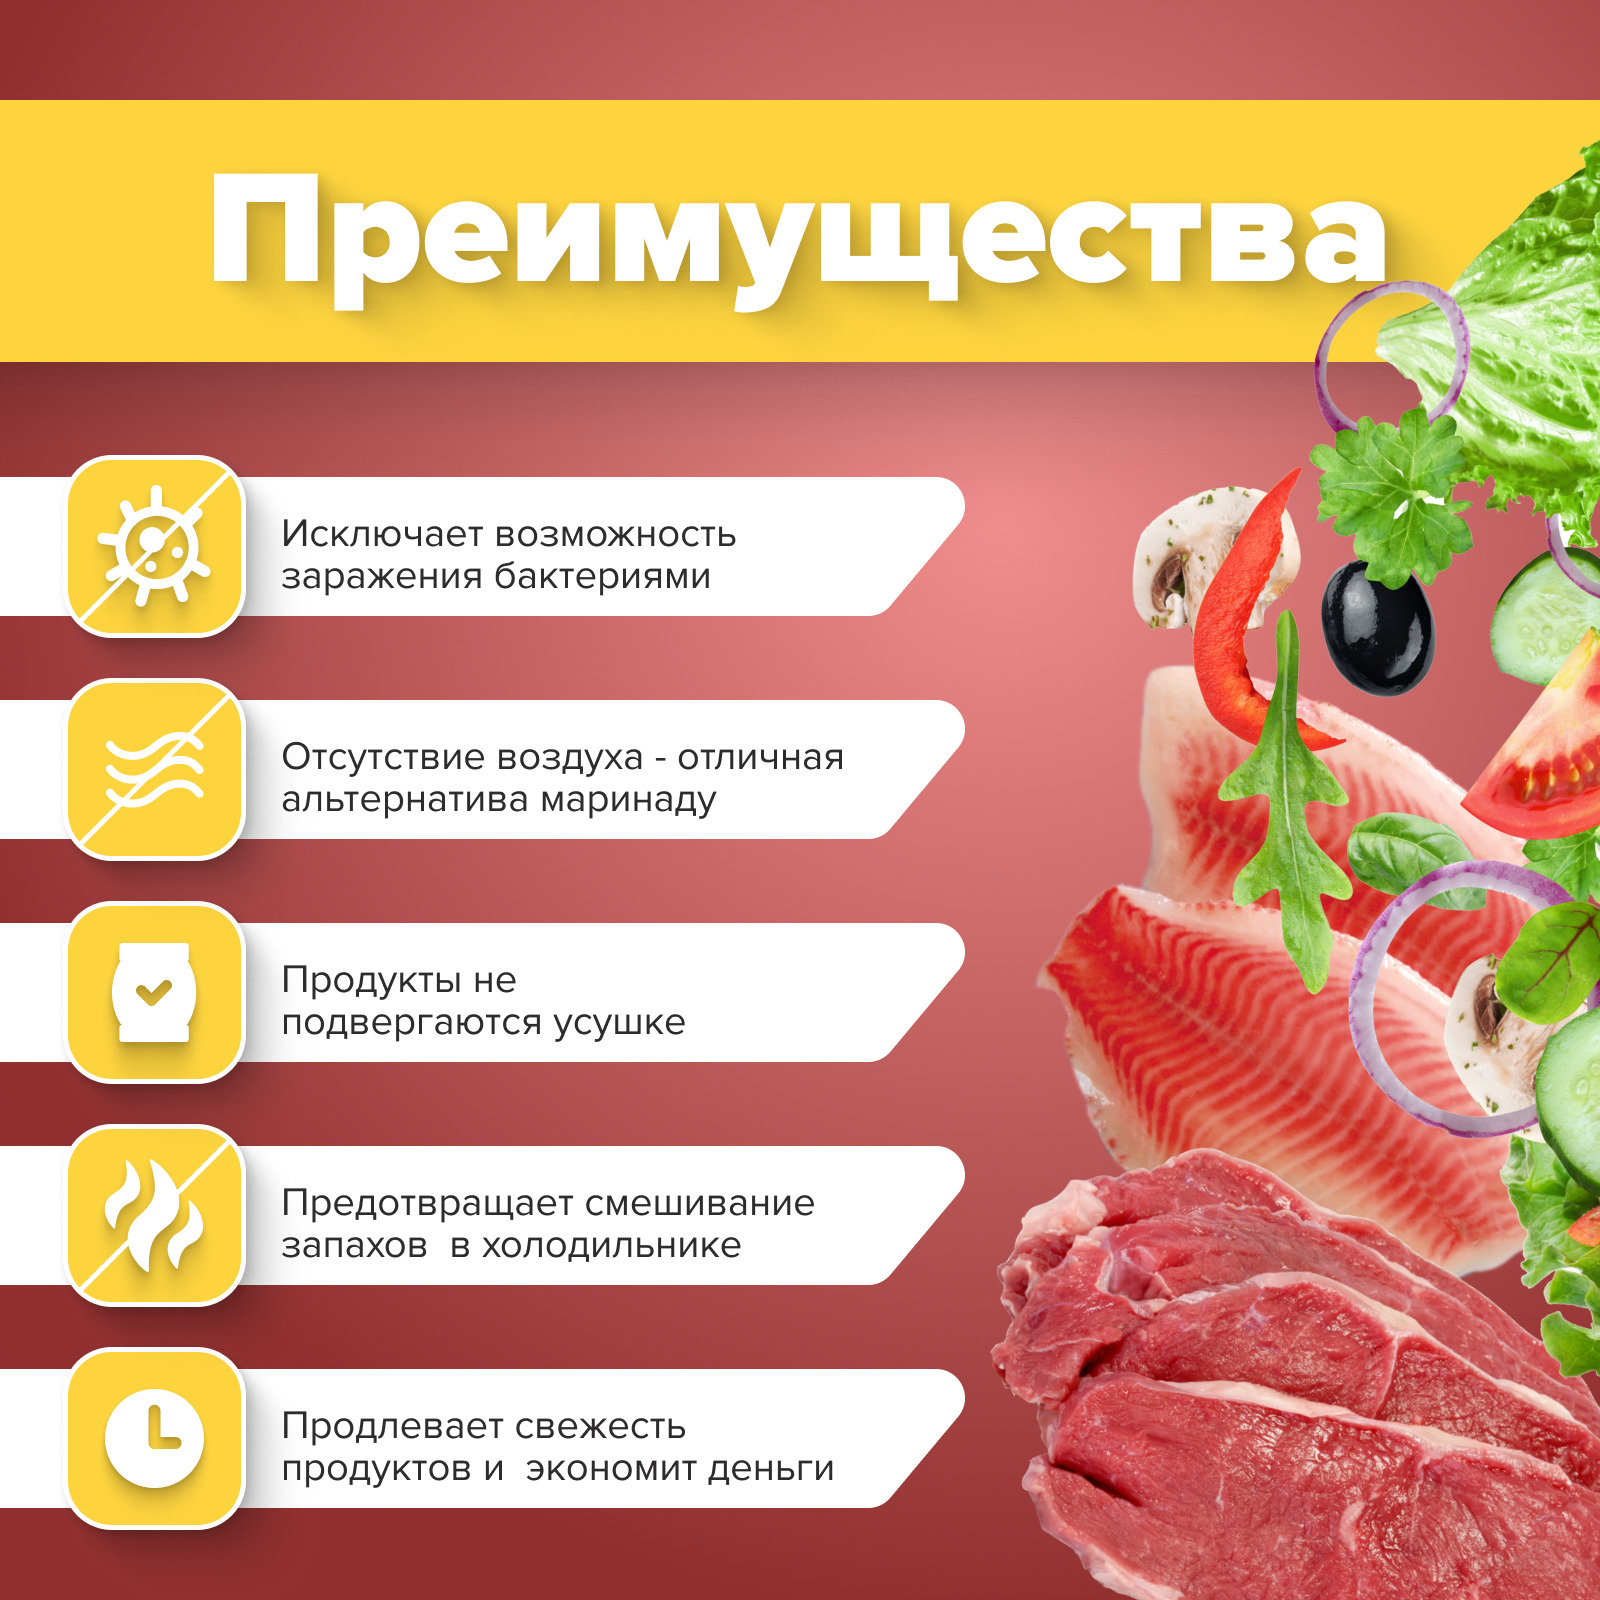 Преимущества
Исключает возможность
заражения бактериями
Отсутствие воздуха - отличная
альтернатива маринаду
Продукты не
подвергаются усушке
Предотвращает смешивание
запахов  в холодильнике
Продлевает свежесть
продуктов и  экономит деньги